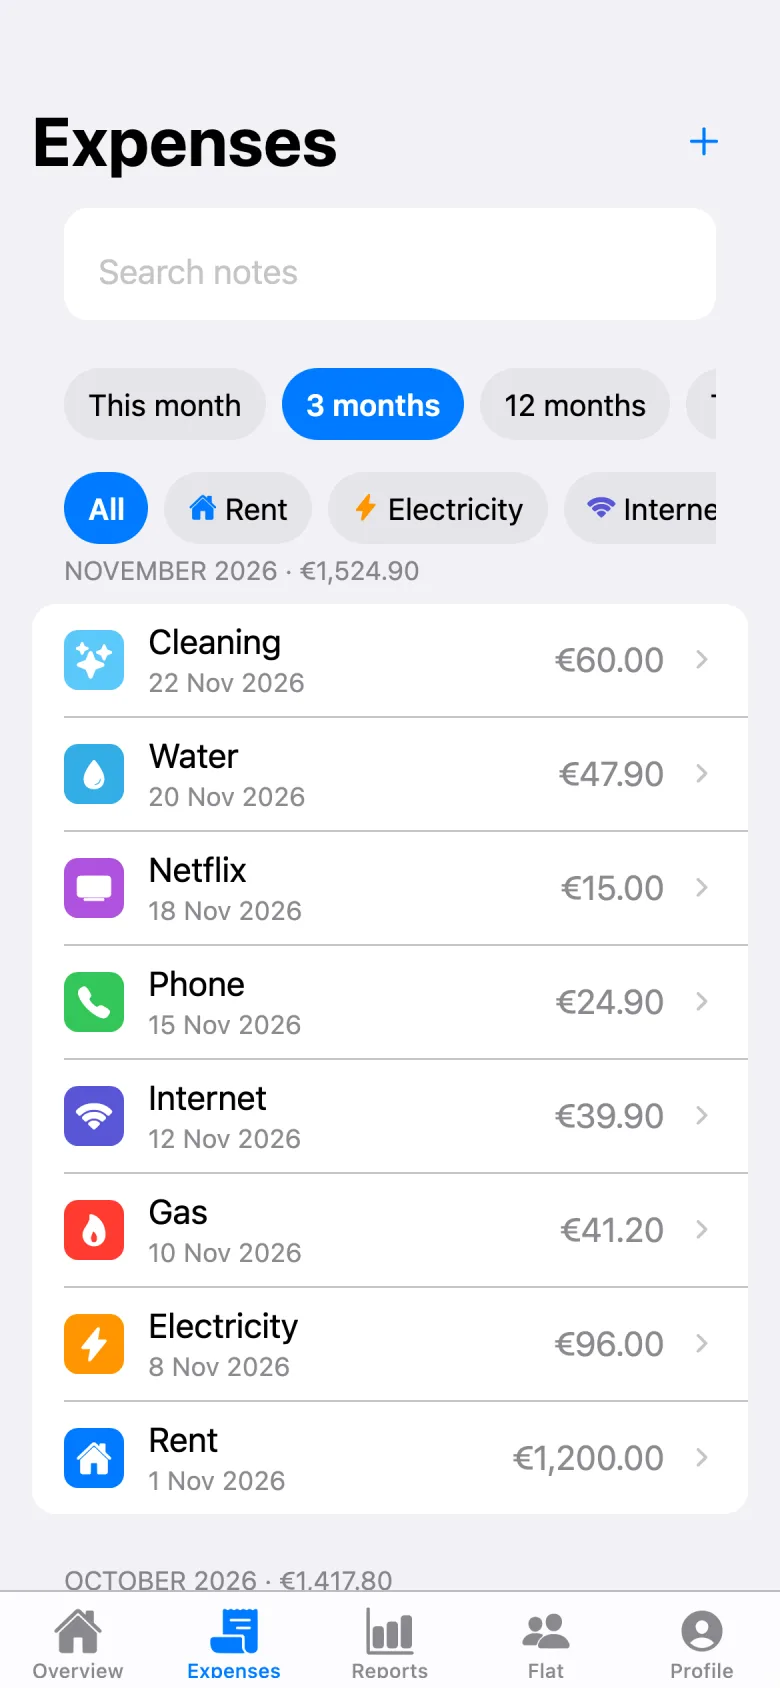 Expenses
Search notes
This month
3 months
12 months
All
Rent
Electricity
Interne
NOVEMBER 2026 · €1,524.90
Cleaning
€60.00
22 Nov 2026
Water
€47.90
20 Nov 2026
Netflix
€15.00
18 Nov 2026
Phone
€24.90
15 Nov 2026
Internet
€39.90
12 Nov 2026
Gas
€41.20
10 Nov 2026
Electricity
€96.00
8 Nov 2026
Rent
€1,200.00
1 Nov 2026
OCTOBER 2026 · €1,417.80
Overview
Expenses
Reports
Flat
Profile